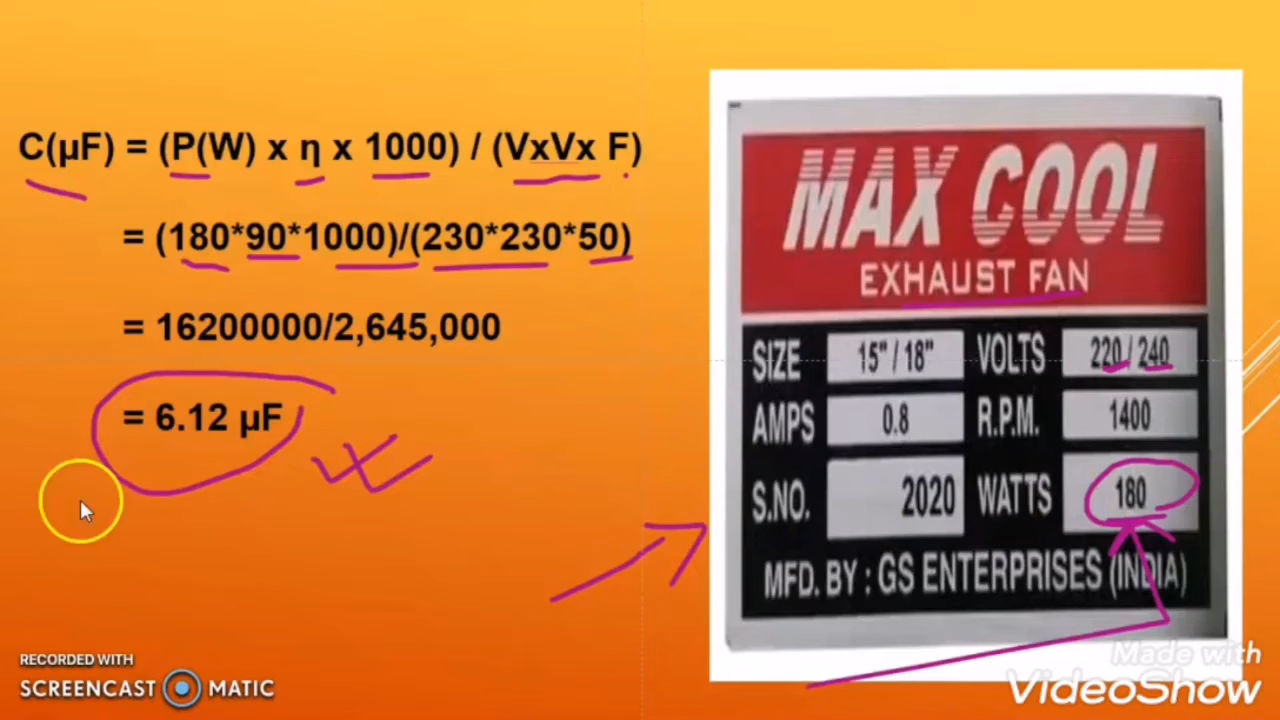 C(µF) = (P(W) x η x 1000) / (VxVx F)
= (180*90*1000)/(230*230*50)
= 16200000/2,645,000
= 6.12 µF
MAX COOL
EXHAUST FAN
SIZE 15" / 18" VOLTS 220 / 240
AMPS 0.8 R.P.M. 1400
S.NO. 2020 WATTS 180
MFD. BY : GS ENTERPRISES (INDIA)
RECORDED WITH
SCREENCAST MATIC
Made with
VideoShow